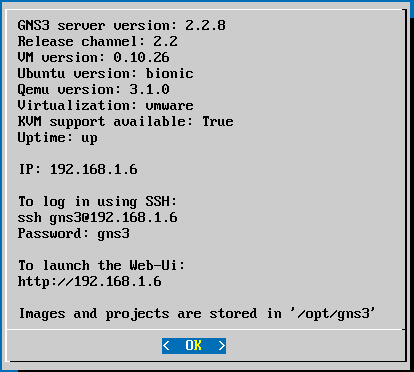 GNS3 server version: 2.2.8
Release channel: 2.2
VM version: 0.10.26
Ubuntu version: bionic
Qemu version: 3.1.0
Virtualization: vmware
KVM support available: True
Uptime: up
IP: 192.168.1.6
To log in using SSH:
ssh gns3@192.168.1.6
Password: gns3
To launch the Web-Ui:
http://192.168.1.6
Images and projects are stored in '/opt/gns3'
< OK >